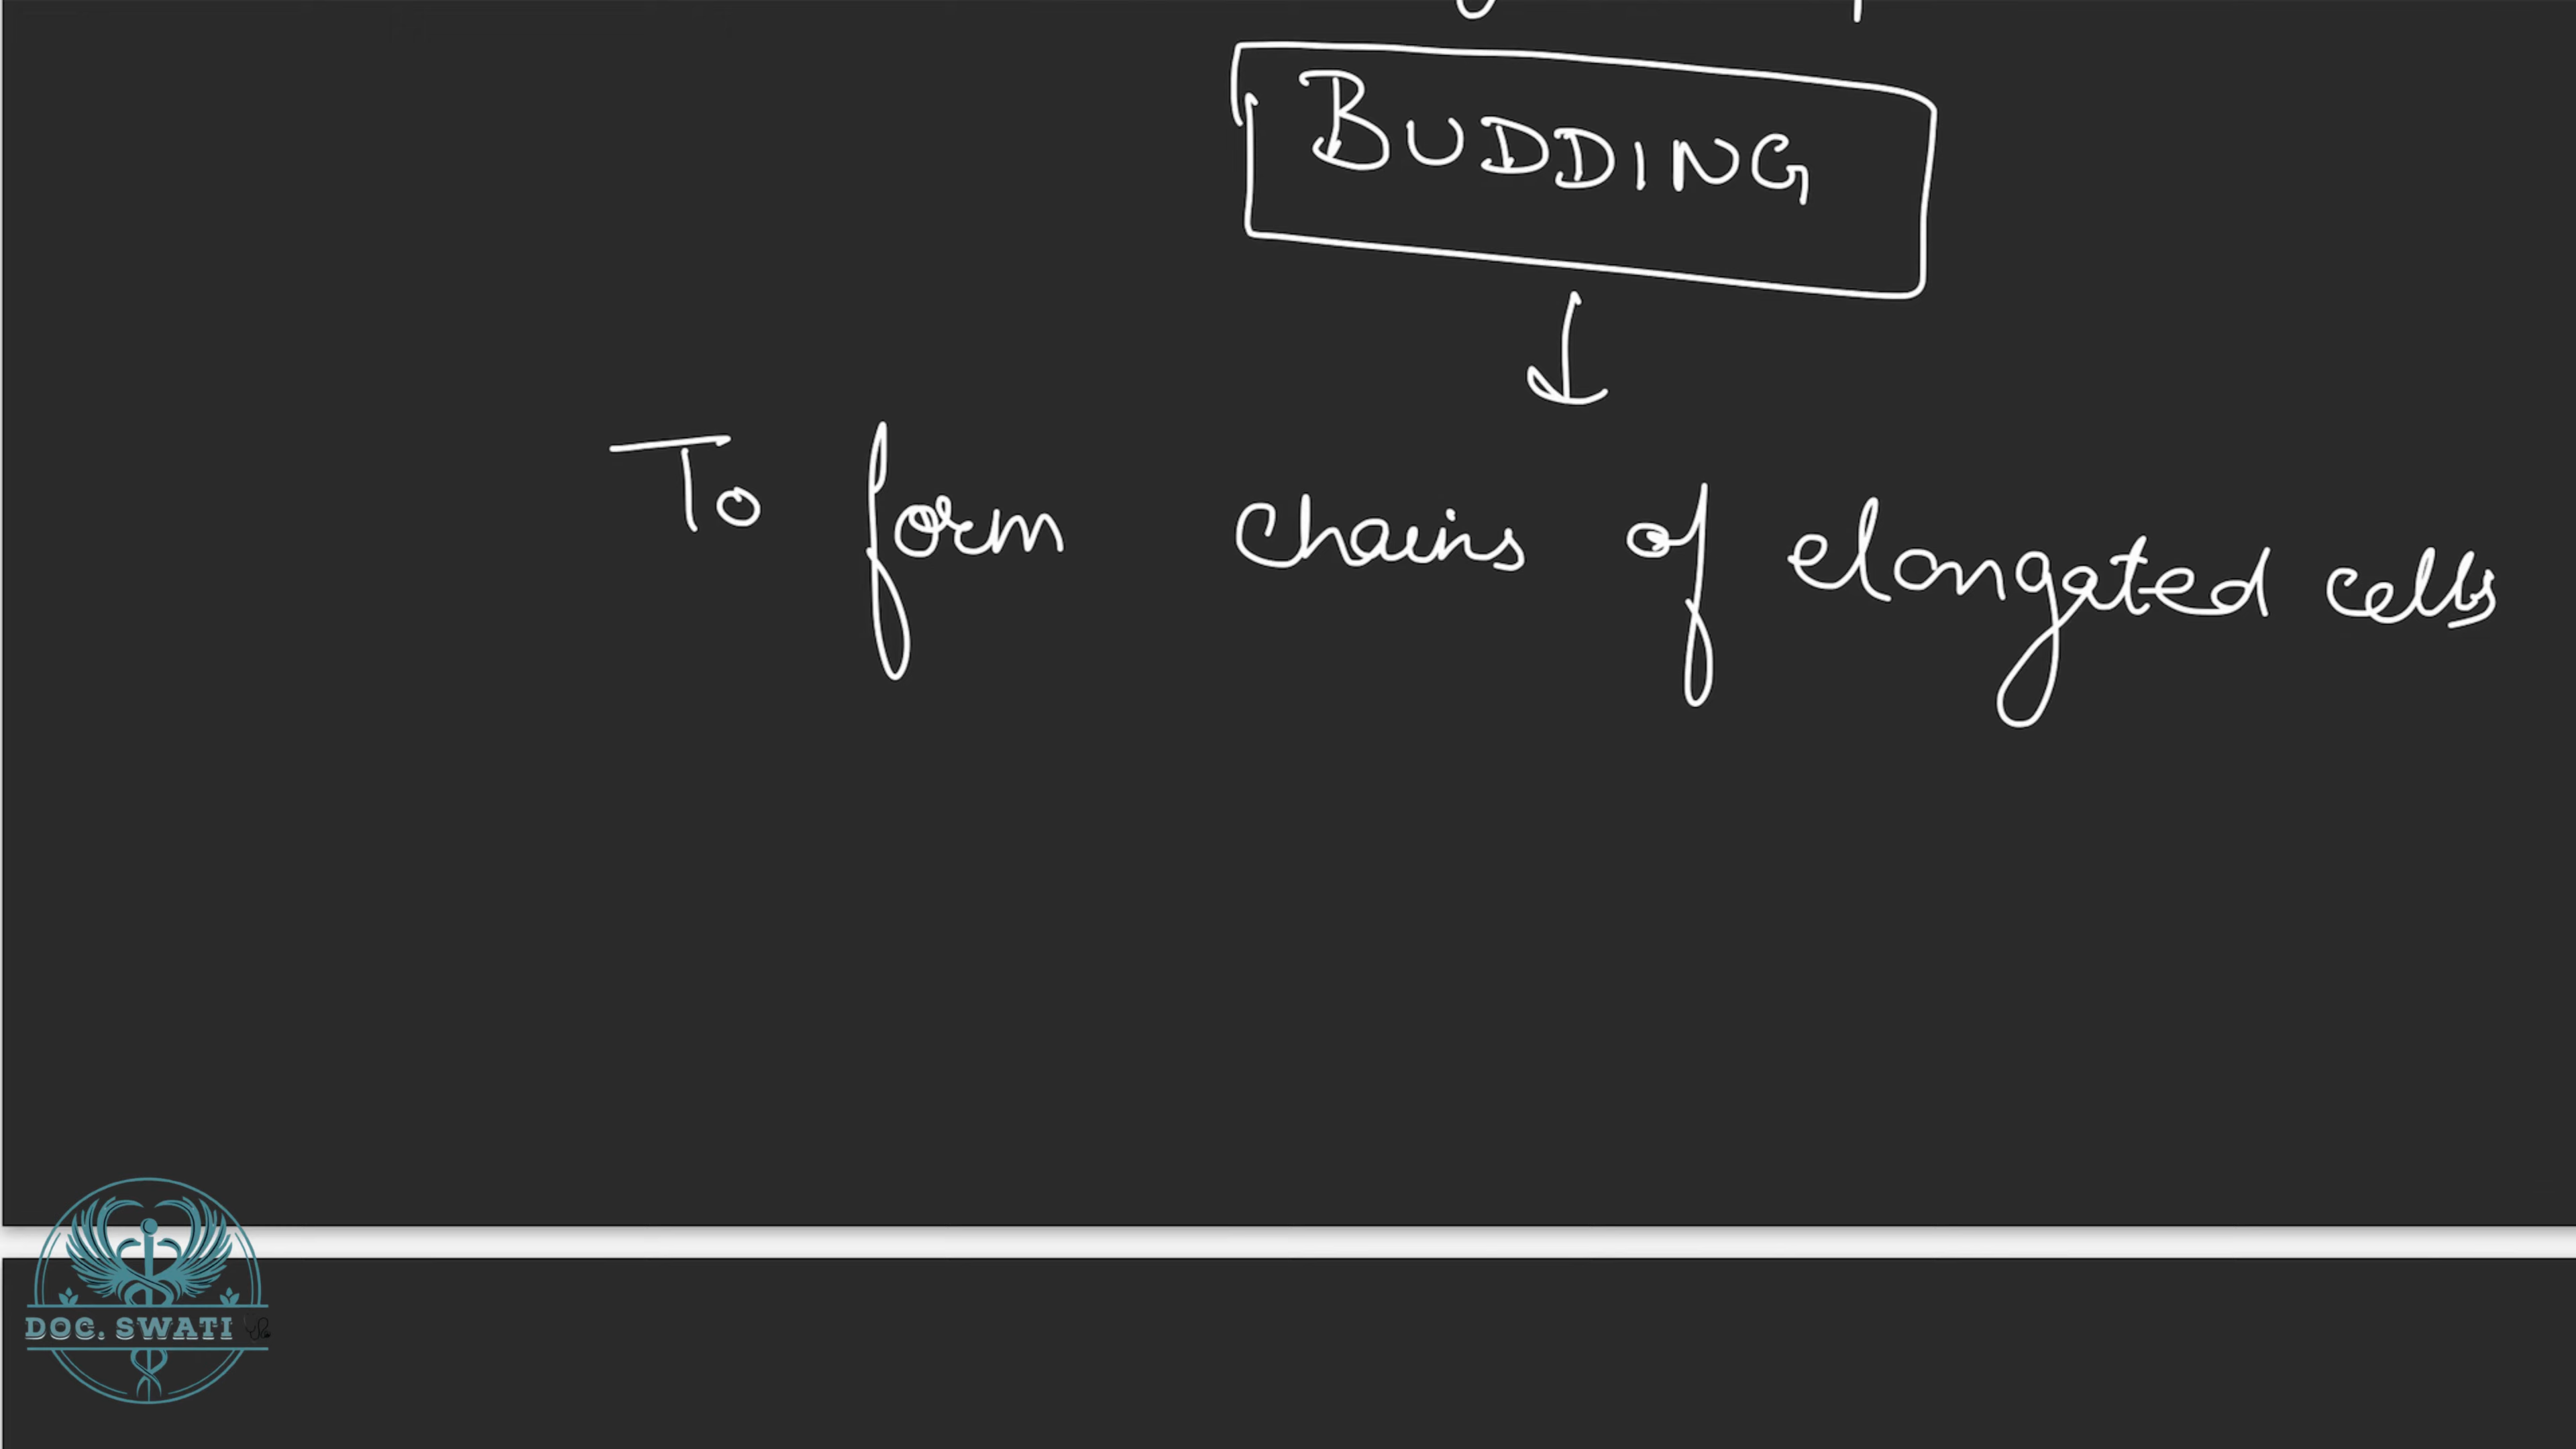 BUDDING
To form chains of elongated cells
DOC. SWATI